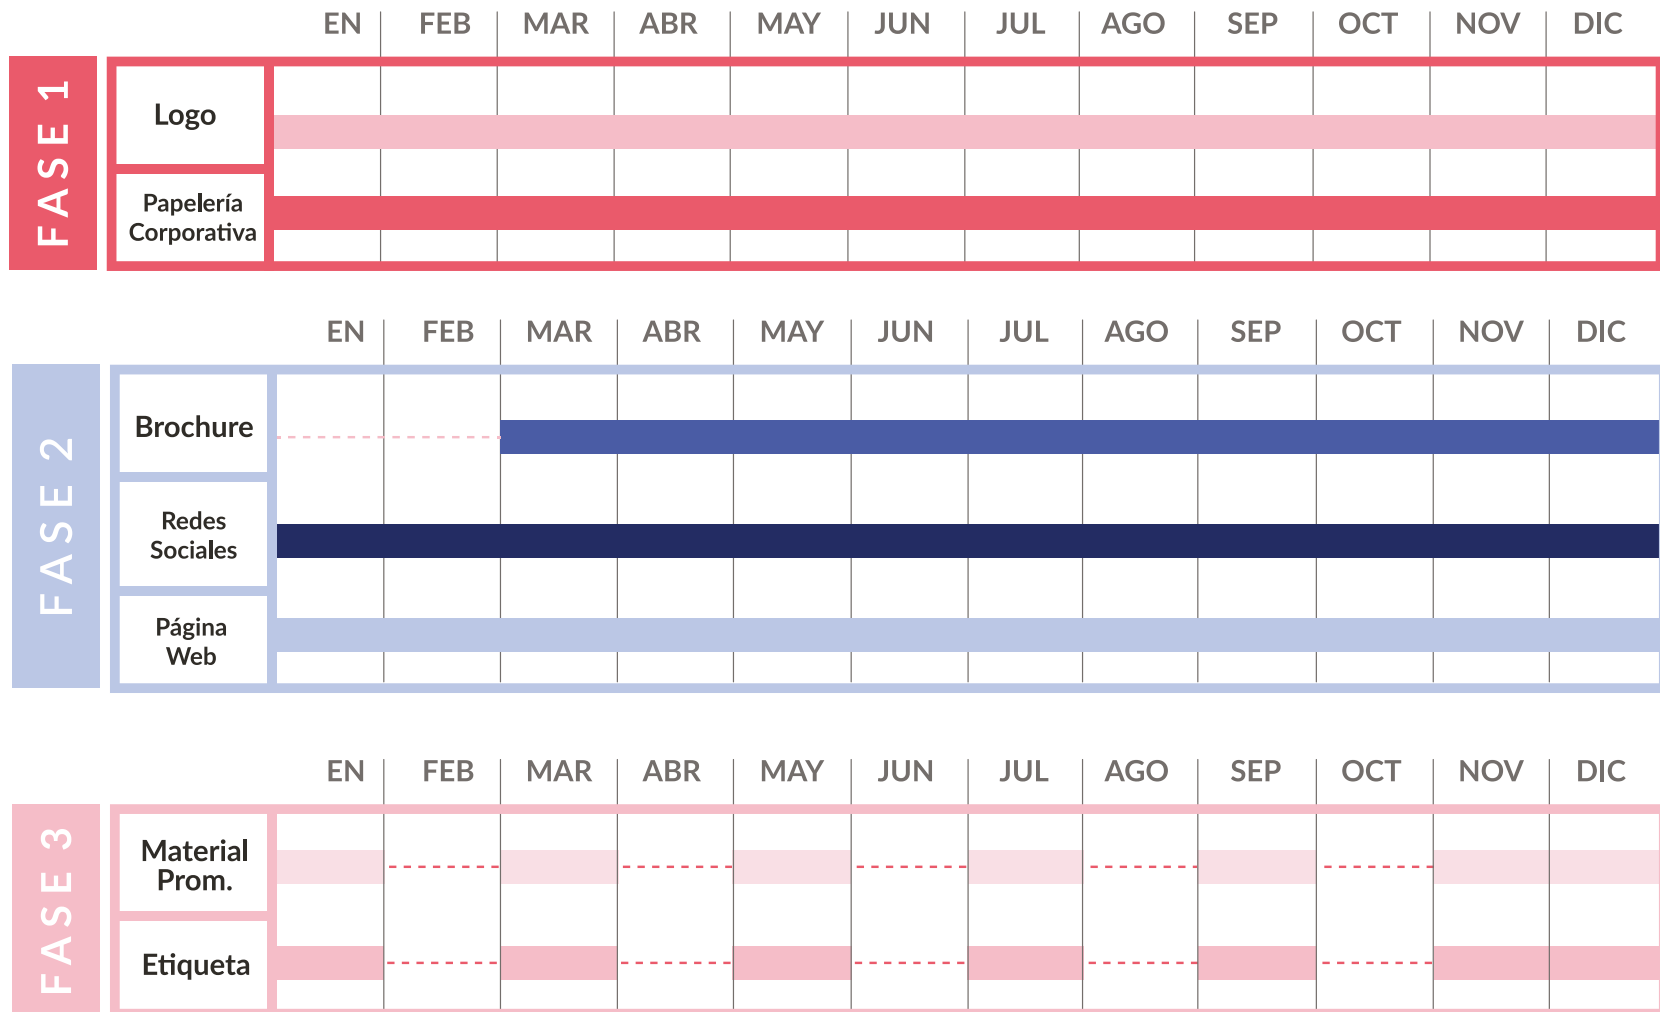 EN FEB MAR ABR MAY JUN JUL AGO SEP OCT NOV DIC
FASE 1
Logo
Papelería
Corporativa
EN FEB MAR ABR MAY JUN JUL AGO SEP OCT NOV DIC
FASE 2
Brochure
Redes
Sociales
Página
Web
EN FEB MAR ABR MAY JUN JUL AGO SEP OCT NOV DIC
FASE 3
Material
Prom.
Etiqueta